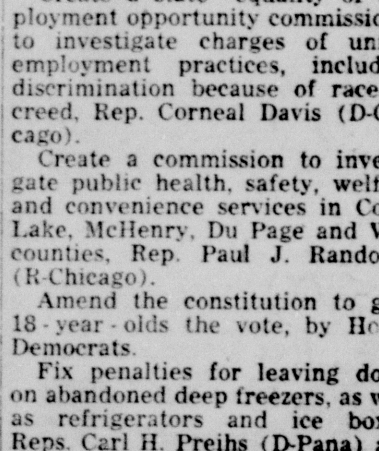 ployment opportunity commissic
to investigate charges of un
employment practices, includ
discrimination because of race
creed, Rep. Corneal Davis (D-C
cago).
Create a commission to inve
gate public health, safety, welf
and convenience services in Co
Lake, McHenry, Du Page and V
counties, Rep. Paul J. Rando
(R-Chicago).
Amend the constitution to g
18-year-olds the vote, by Ho
Democrats.
Fix penalties for leaving do
on abandoned deep freezers, as w
as refrigerators and ice box
Reps. Carl H. Preihs (D-Pana) a